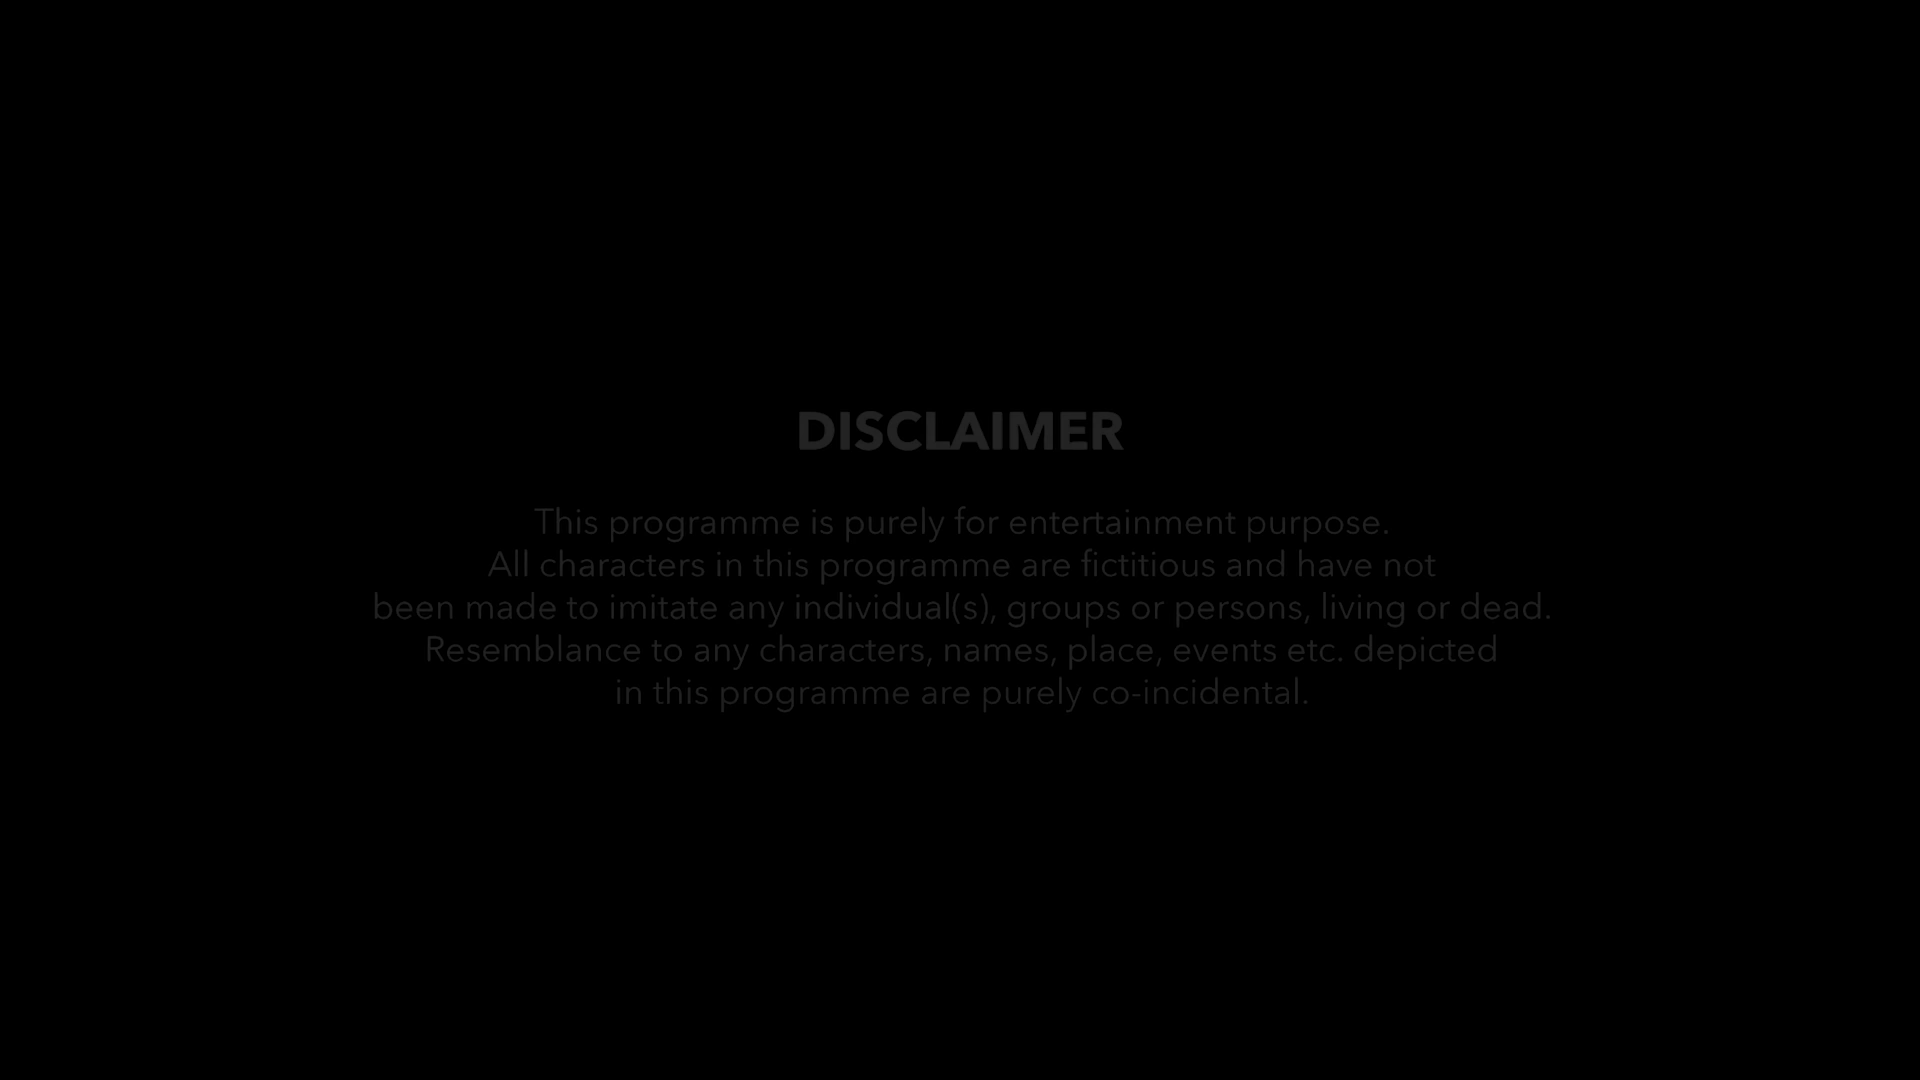 DISCLAIMER
This programme is purely for entertainment purpose.
All characters in this programme are fictitious and have not
been made to imitate any individual(s), groups or persons, living or dead.
Resemblance to any characters, names, place, events etc. depicted
in this programme are purely co-incidental.